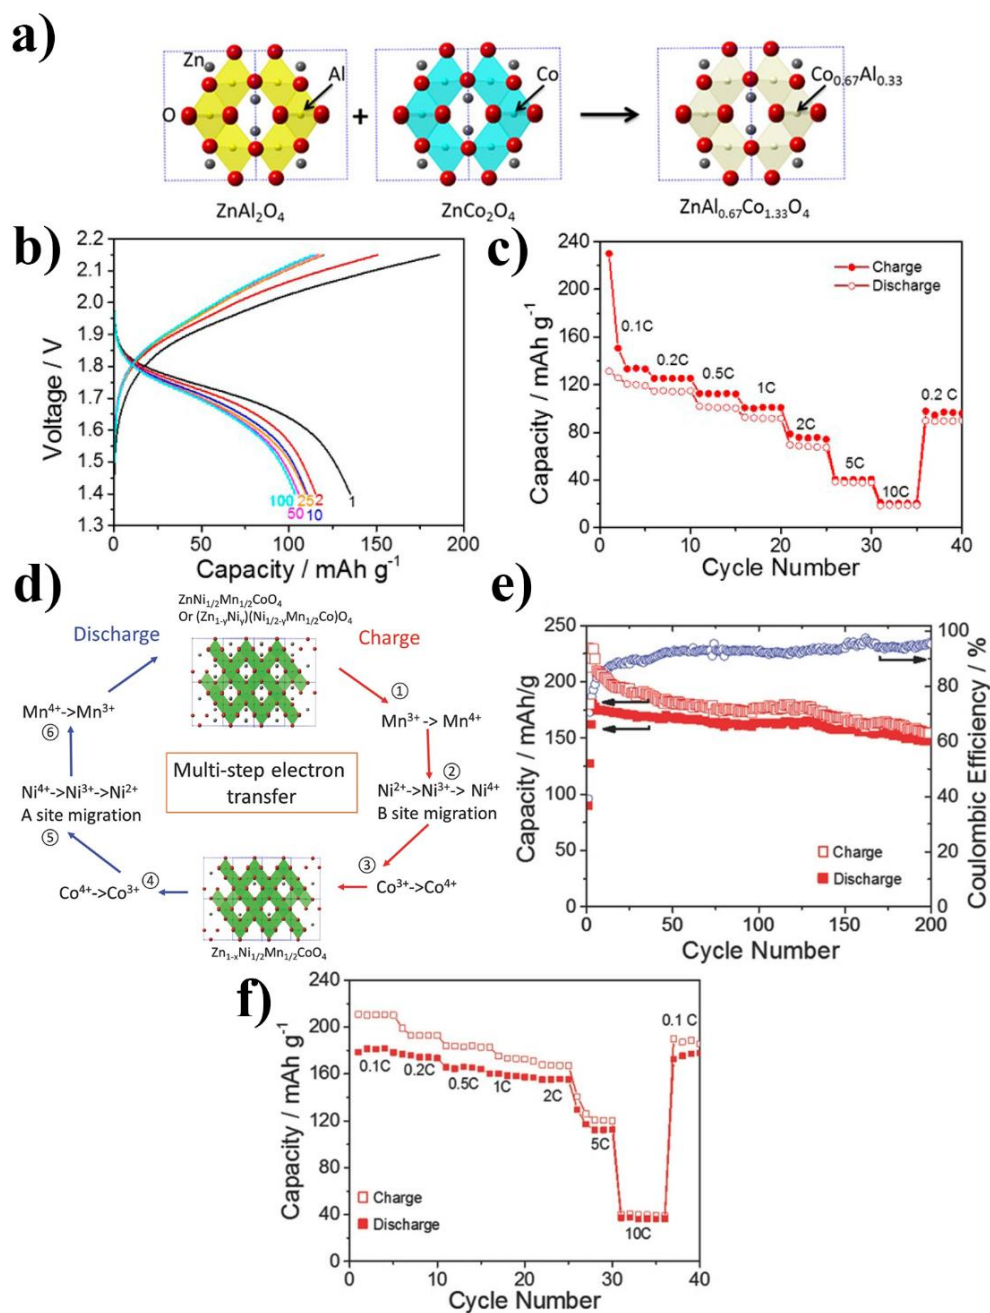 a)
Zn
Al
O
+
Co
Co0.67Al0.33
ZnAl2O4
ZnCo2O4
ZnAl0.67Co1.33O4
b)
2.2
2.1
2.0
1.9
1.8
1.7
1.6
1.5
1.4
1.3
Voltage / V
100 25 2 1
50 10
0 50 100 150 200
Capacity / mAh g-1
c)
240
200
160
120
80
40
0
Capacity / mAh g-1
Charge
Discharge
0.1C
0.2C
0.5C
1C
2C
5C
10C
0.2 C
0 10 20 30 40
Cycle Number
d)
ZnNi1/2Mn1/2CoO4
Or (Zn1-yNiy)(Ni1/2-yMn1/2Co)O4
Discharge
Charge
①
Mn3+-> Mn4+
②
Ni2+->Ni3+-> Ni4+
B site migration
③
Co3+->Co4+
Multi-step electron
transfer
Mn4+->Mn3+
⑥
Ni4+->Ni3+->Ni2+
A site migration
⑤
Co4+->Co3+
④
Zn1-xNi1/2Mn1/2CoO4
e)
250
200
150
100
50
0
Capacity / mAh/g
100
80
60
40
20
0
Coulombic Efficiency / %
Charge
Discharge
0 50 100 150 200
Cycle Number
f)
240
200
160
120
80
40
0
Capacity / mAh g-1
0.1C
0.2C
0.5C
1C
2C
5C
10C
0.1 C
Charge
Discharge
0 10 20 30 40
Cycle Number